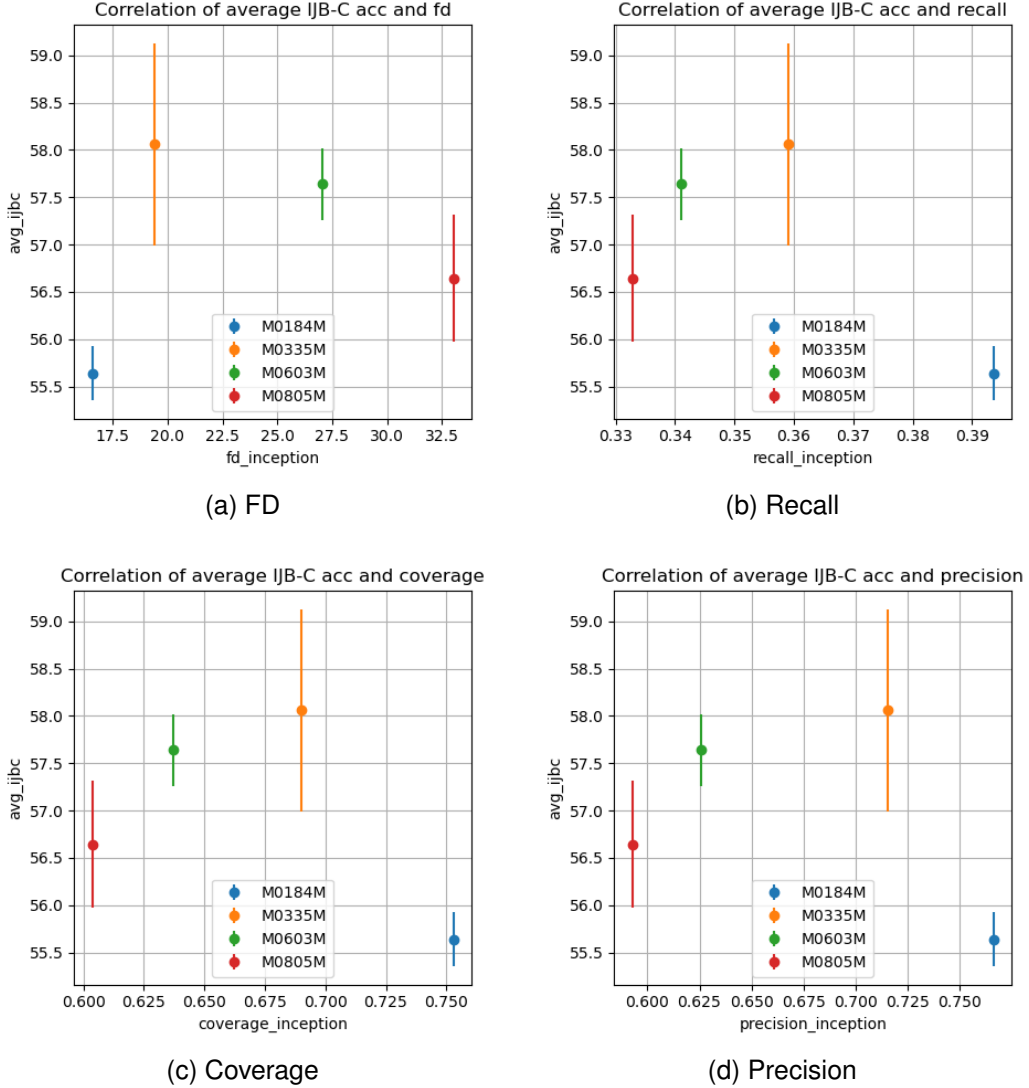 Correlation of average IJB-C acc and fd
59.0
58.5
58.0
57.5
57.0
56.5
56.0
55.5
avg_ijbc
M0184M
M0335M
M0603M
M0805M
17.5 20.0 22.5 25.0 27.5 30.0 32.5
fd_inception
(a) FD
Correlation of average IJB-C acc and recall
59.0
58.5
58.0
57.5
57.0
56.5
56.0
55.5
avg_ijbc
M0184M
M0335M
M0603M
M0805M
0.33 0.34 0.35 0.36 0.37 0.38 0.39
recall_inception
(b) Recall
Correlation of average IJB-C acc and coverage
59.0
58.5
58.0
57.5
57.0
56.5
56.0
55.5
avg_ijbc
M0184M
M0335M
M0603M
M0805M
0.600 0.625 0.650 0.675 0.700 0.725 0.750
coverage_inception
(c) Coverage
Correlation of average IJB-C acc and precision
59.0
58.5
58.0
57.5
57.0
56.5
56.0
55.5
avg_ijbc
M0184M
M0335M
M0603M
M0805M
0.600 0.625 0.650 0.675 0.700 0.725 0.750
precision_inception
(d) Precision